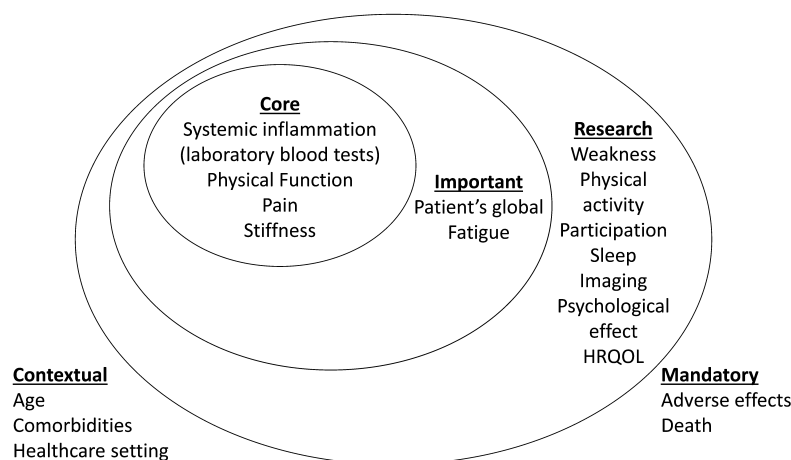 Core
Systemic inflammation
(laboratory blood tests)
Physical Function
Pain
Stiffness
Important
Patient's global
Fatigue
Research
Weakness
Physical
activity
Participation
Sleep
Imaging
Psychological
effect
HRQOL
Contextual
Age
Comorbidities
Healthcare setting
Mandatory
Adverse effects
Death